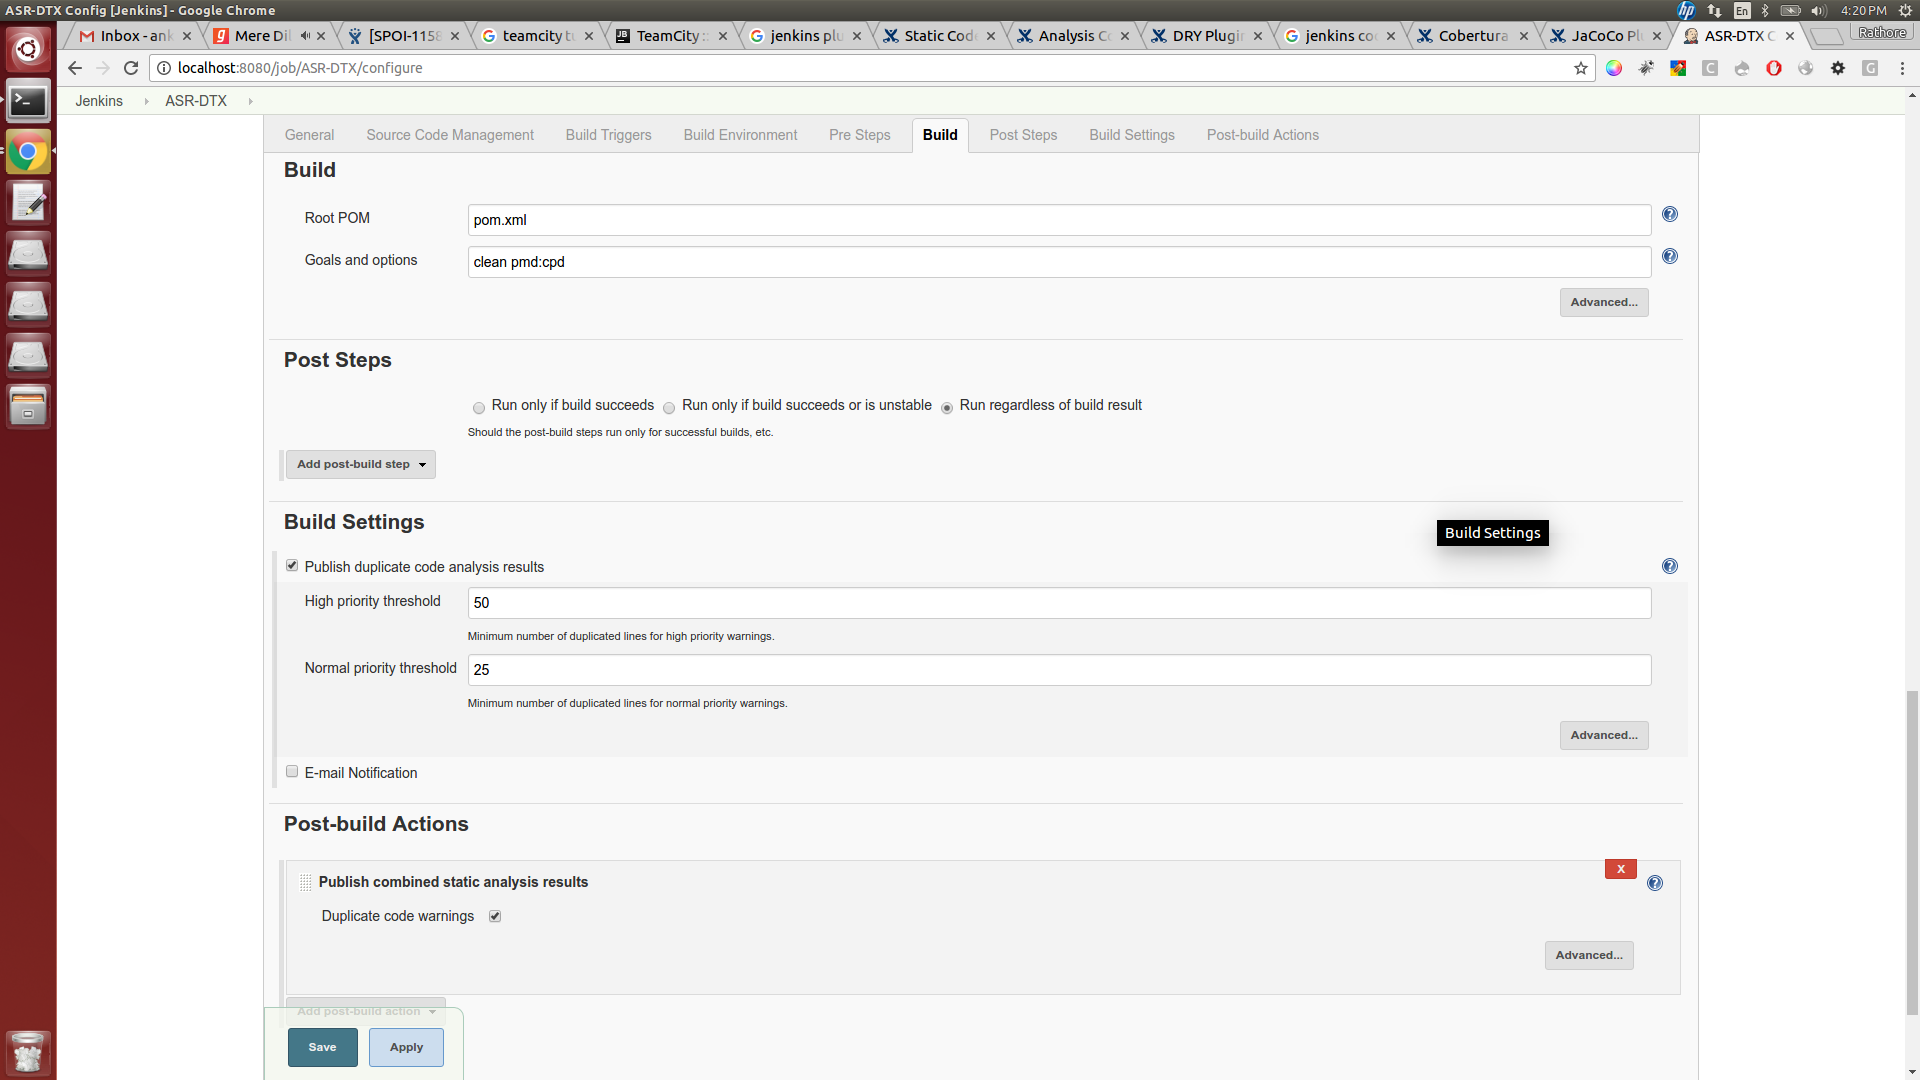 ASR-DTX Config [Jenkins] - Google Chrome
En
4:20 PM
Inbox - ank
Mere Dil
[SPOI-1158
teamcity tu
TeamCity ::
jenkins plu
Static Code
Analysis Co
DRY Plugin
jenkins co
Cobertura
JaCoCo Plu
ASR-DTX C
Rathore
localhost:8080/job/ASR-DTX/configure
Jenkins
ASR-DTX
General
Source Code Management
Build Triggers
Build Environment
Pre Steps
Build
Post Steps
Build Settings
Post-build Actions
Build
Root POM
pom.xml
Goals and options
clean pmd:cpd
Advanced...
Post Steps
Run only if build succeeds
Run only if build succeeds or is unstable
Run regardless of build result
Should the post-build steps run only for successful builds, etc.
Add post-build step
Build Settings
Build Settings
Publish duplicate code analysis results
High priority threshold
50
Minimum number of duplicated lines for high priority warnings.
Normal priority threshold
25
Minimum number of duplicated lines for normal priority warnings.
Advanced...
E-mail Notification
Post-build Actions
X
Publish combined static analysis results
Duplicate code warnings
Advanced...
Add post-build action
Save
Apply